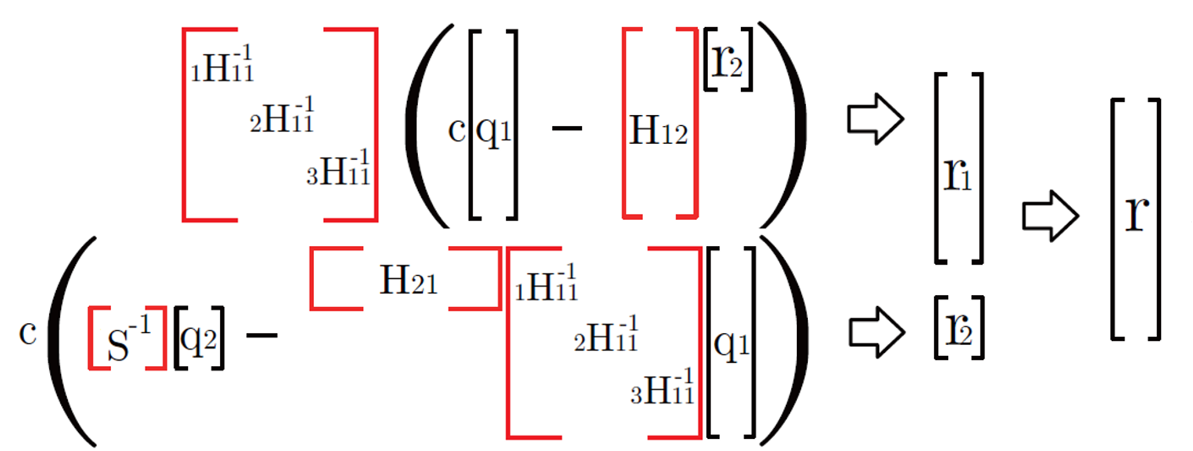 ₁H₁₁⁻¹ ₂H₁₁⁻¹ ₃H₁₁⁻¹ ( c [q₁] − [H₁₂] [r₂] ) ⇨ [r₁] ⇨ [r]
c ( [S⁻¹] [q₂] − [H₂₁] [₁H₁₁⁻¹ ₂H₁₁⁻¹ ₃H₁₁⁻¹] [q₁] ) ⇨ [r₂]